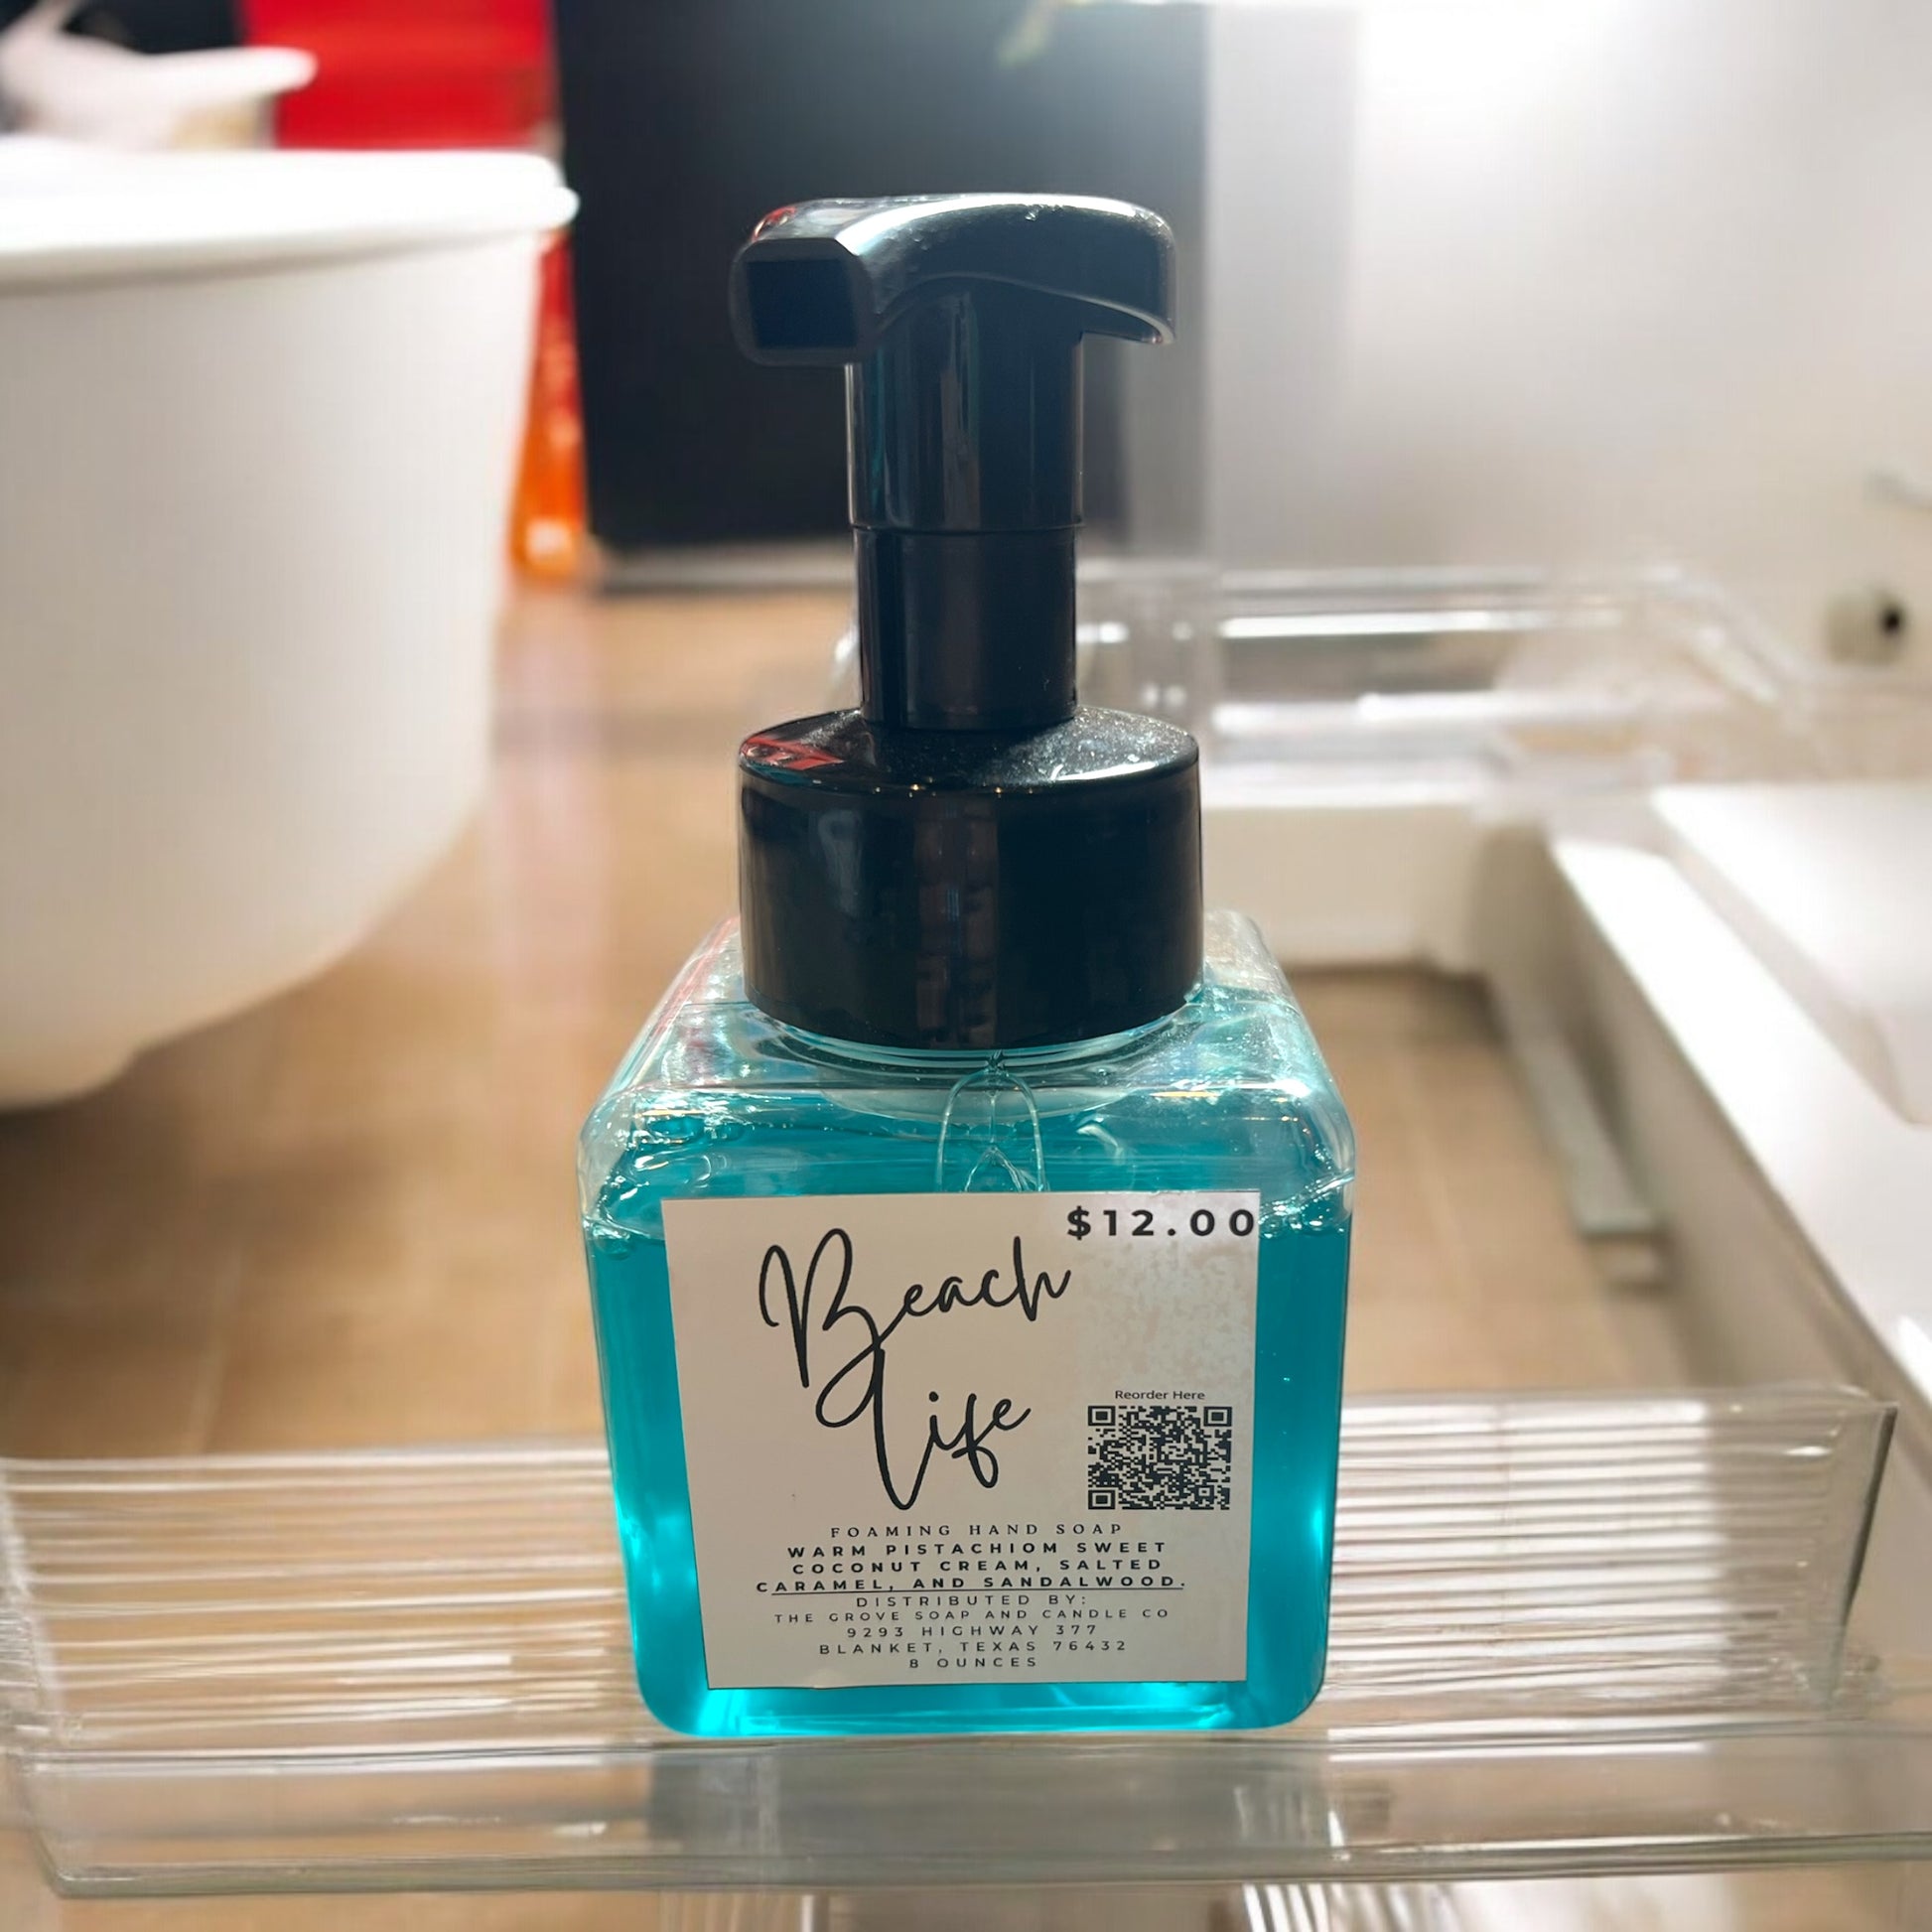 $12.00
Beach
Life
Reorder Here
FOAMING HAND SOAP
WARM PISTACHIOM SWEET
COCONUT CREAM, SALTED
CARAMEL, AND SANDALWOOD.
DISTRIBUTED BY:
THE GROVE SOAP AND CANDLE CO
9293 HIGHWAY 377
BLANKET, TEXAS 76432
8 OUNCES